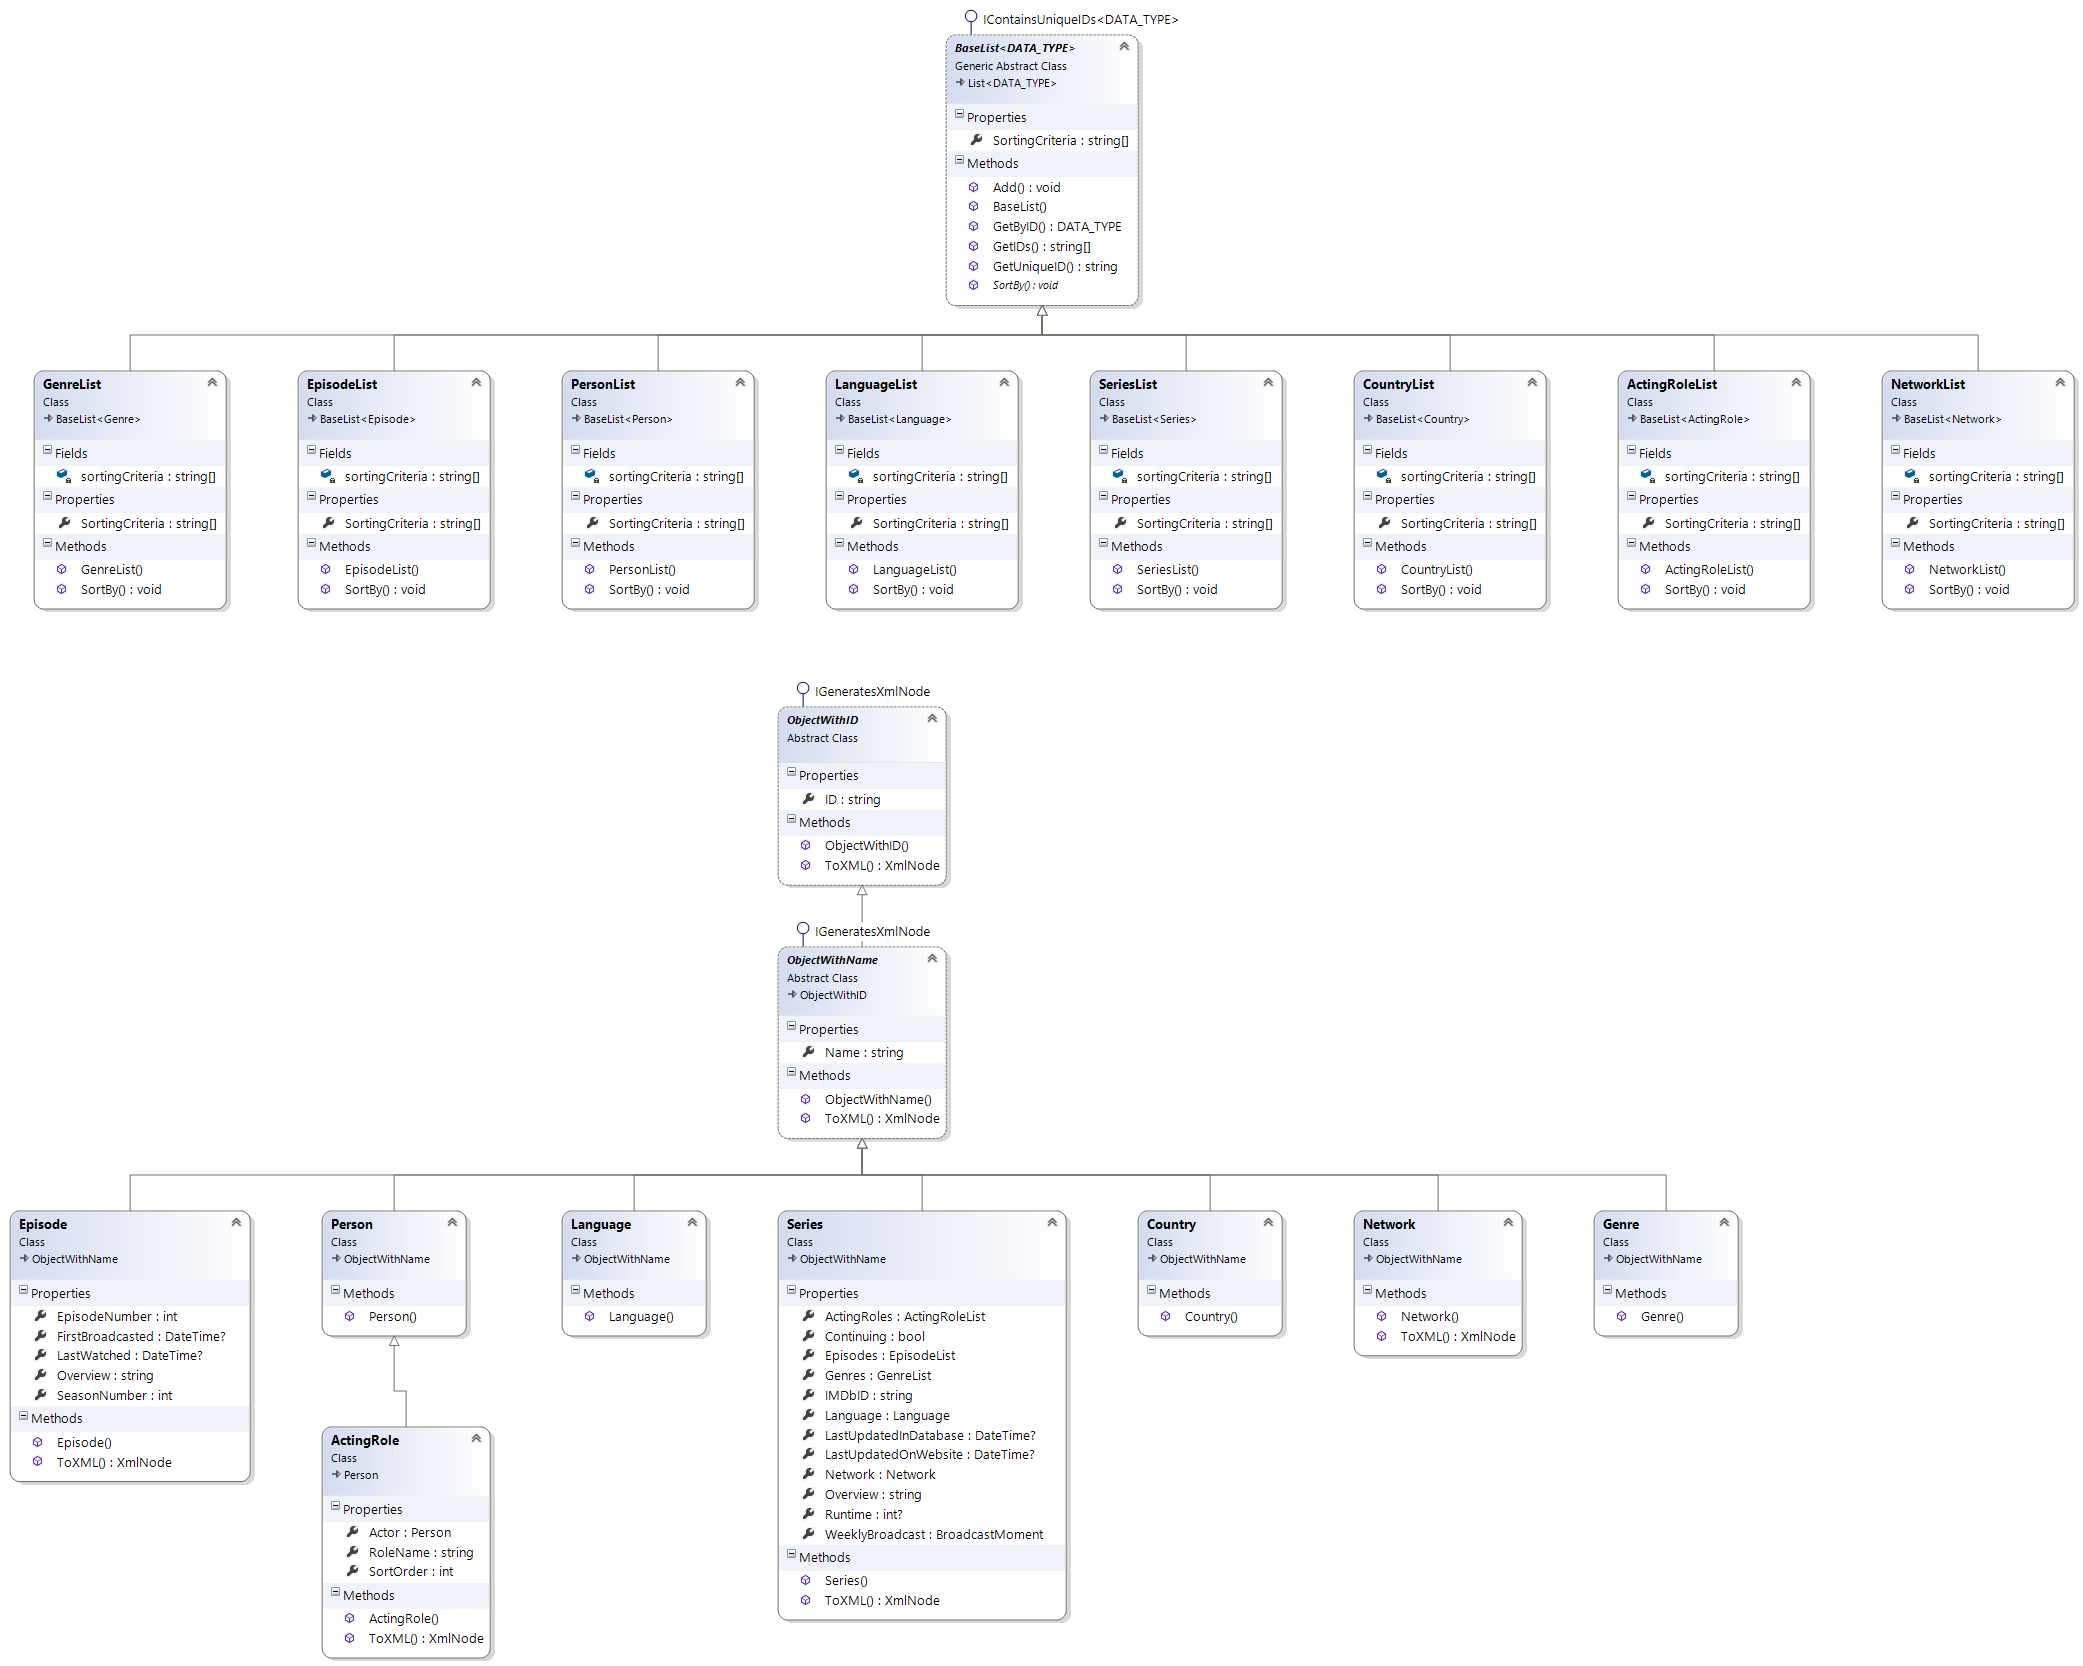 IContainsUniqueIDs<DATA_TYPE>
BaseList<DATA_TYPE>
Generic Abstract Class
List<DATA_TYPE>
Properties
SortingCriteria : string[]
Methods
Add() : void
BaseList()
GetByID() : DATA_TYPE
GetIDs() : string[]
GetUniqueID() : string
SortBy() : void
GenreList
Class
BaseList<Genre>
Fields
sortingCriteria : string[]
Properties
SortingCriteria : string[]
Methods
GenreList()
SortBy() : void
EpisodeList
Class
BaseList<Episode>
Fields
sortingCriteria : string[]
Properties
SortingCriteria : string[]
Methods
EpisodeList()
SortBy() : void
PersonList
Class
BaseList<Person>
Fields
sortingCriteria : string[]
Properties
SortingCriteria : string[]
Methods
PersonList()
SortBy() : void
LanguageList
Class
BaseList<Language>
Fields
sortingCriteria : string[]
Properties
SortingCriteria : string[]
Methods
LanguageList()
SortBy() : void
SeriesList
Class
BaseList<Series>
Fields
sortingCriteria : string[]
Properties
SortingCriteria : string[]
Methods
SeriesList()
SortBy() : void
CountryList
Class
BaseList<Country>
Fields
sortingCriteria : string[]
Properties
SortingCriteria : string[]
Methods
CountryList()
SortBy() : void
ActingRoleList
Class
BaseList<ActingRole>
Fields
sortingCriteria : string[]
Properties
SortingCriteria : string[]
Methods
ActingRoleList()
SortBy() : void
NetworkList
Class
BaseList<Network>
Fields
sortingCriteria : string[]
Properties
SortingCriteria : string[]
Methods
NetworkList()
SortBy() : void
IGeneratesXmlNode
ObjectWithID
Abstract Class
Properties
ID : string
Methods
ObjectWithID()
ToXML() : XmlNode
IGeneratesXmlNode
ObjectWithName
Abstract Class
ObjectWithID
Properties
Name : string
Methods
ObjectWithName()
ToXML() : XmlNode
Episode
Class
ObjectWithName
Properties
EpisodeNumber : int
FirstBroadcasted : DateTime?
LastWatched : DateTime?
Overview : string
SeasonNumber : int
Methods
Episode()
ToXML() : XmlNode
Person
Class
ObjectWithName
Methods
Person()
ActingRole
Class
Person
Properties
Actor : Person
RoleName : string
SortOrder : int
Methods
ActingRole()
ToXML() : XmlNode
Language
Class
ObjectWithName
Methods
Language()
Series
Class
ObjectWithName
Properties
ActingRoles : ActingRoleList
Continuing : bool
Episodes : EpisodeList
Genres : GenreList
IMDbID : string
Language : Language
LastUpdatedInDatabase : DateTime?
LastUpdatedOnWebsite : DateTime?
Network : Network
Overview : string
Runtime : int?
WeeklyBroadcast : BroadcastMoment
Methods
Series()
ToXML() : XmlNode
Country
Class
ObjectWithName
Methods
Country()
Network
Class
ObjectWithName
Methods
Network()
ToXML() : XmlNode
Genre
Class
ObjectWithName
Methods
Genre()